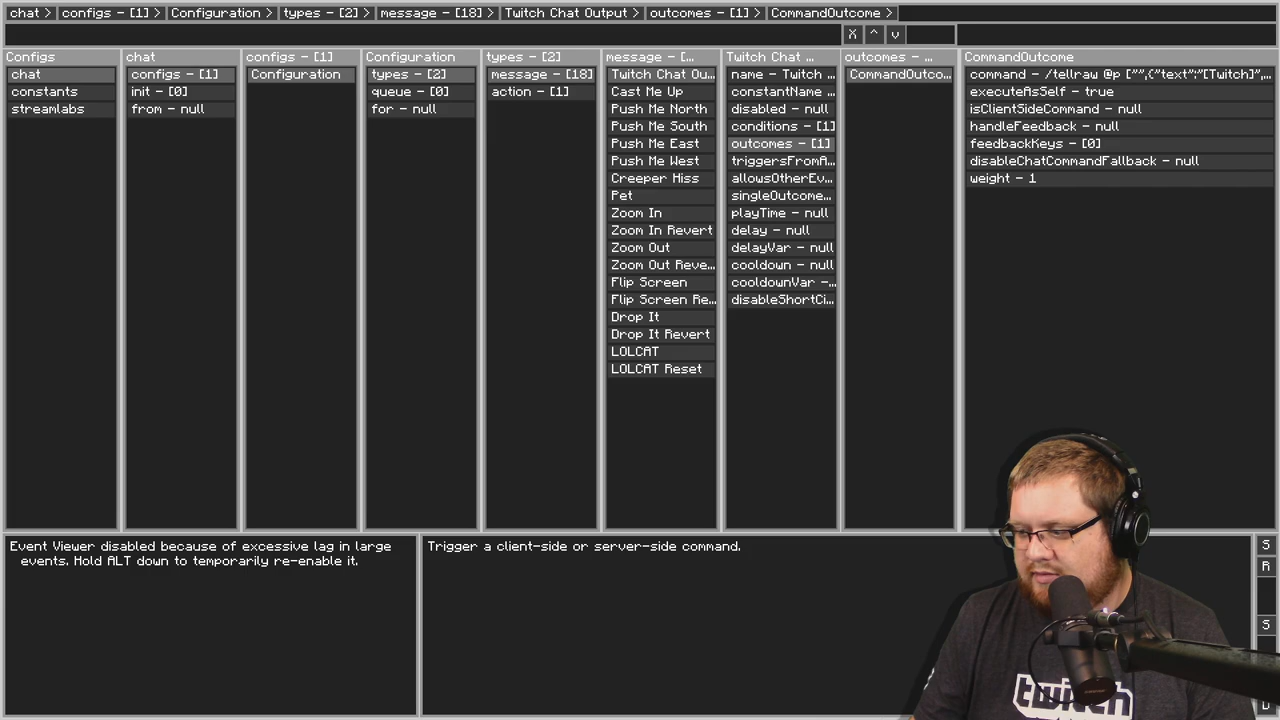 chat > configs - [1] > Configuration > types - [2] > message - [18] > Twitch Chat Output > outcomes - [1] > CommandOutcome >
X ^ v
Configs
chat
constants
streamlabs
chat
configs - [1]
init - [0]
from - null
configs - [1]
Configuration
Configuration
types - [2]
queue - [0]
for - null
types - [2]
message - [18]
action - [1]
message - [...
Twitch Chat Ou...
Cast Me Up
Push Me North
Push Me South
Push Me East
Push Me West
Creeper Hiss
Pet
Zoom In
Zoom In Revert
Zoom Out
Zoom Out Reve...
Flip Screen
Flip Screen Re...
Drop It
Drop It Revert
LOLCAT
LOLCAT Reset
Twitch Chat ...
name - Twitch ...
constantName ...
disabled - null
conditions - [1]
outcomes - [1]
triggersFromA...
allowsOtherEv...
singleOutcome...
playTime - null
delay - null
delayVar - null
cooldown - null
cooldownVar -...
disableShortCi...
outcomes - ...
CommandOutco...
CommandOutcome
command - /tellraw @p ["",{"text":"[Twitch]",...
executeAsSelf - true
isClientSideCommand - null
handleFeedback - null
feedbackKeys - [0]
disableChatCommandFallback - null
weight - 1
Event Viewer disabled because of excessive lag in large
events. Hold ALT down to temporarily re-enable it.
Trigger a client-side or server-side command.
S
R
S
D
twitch